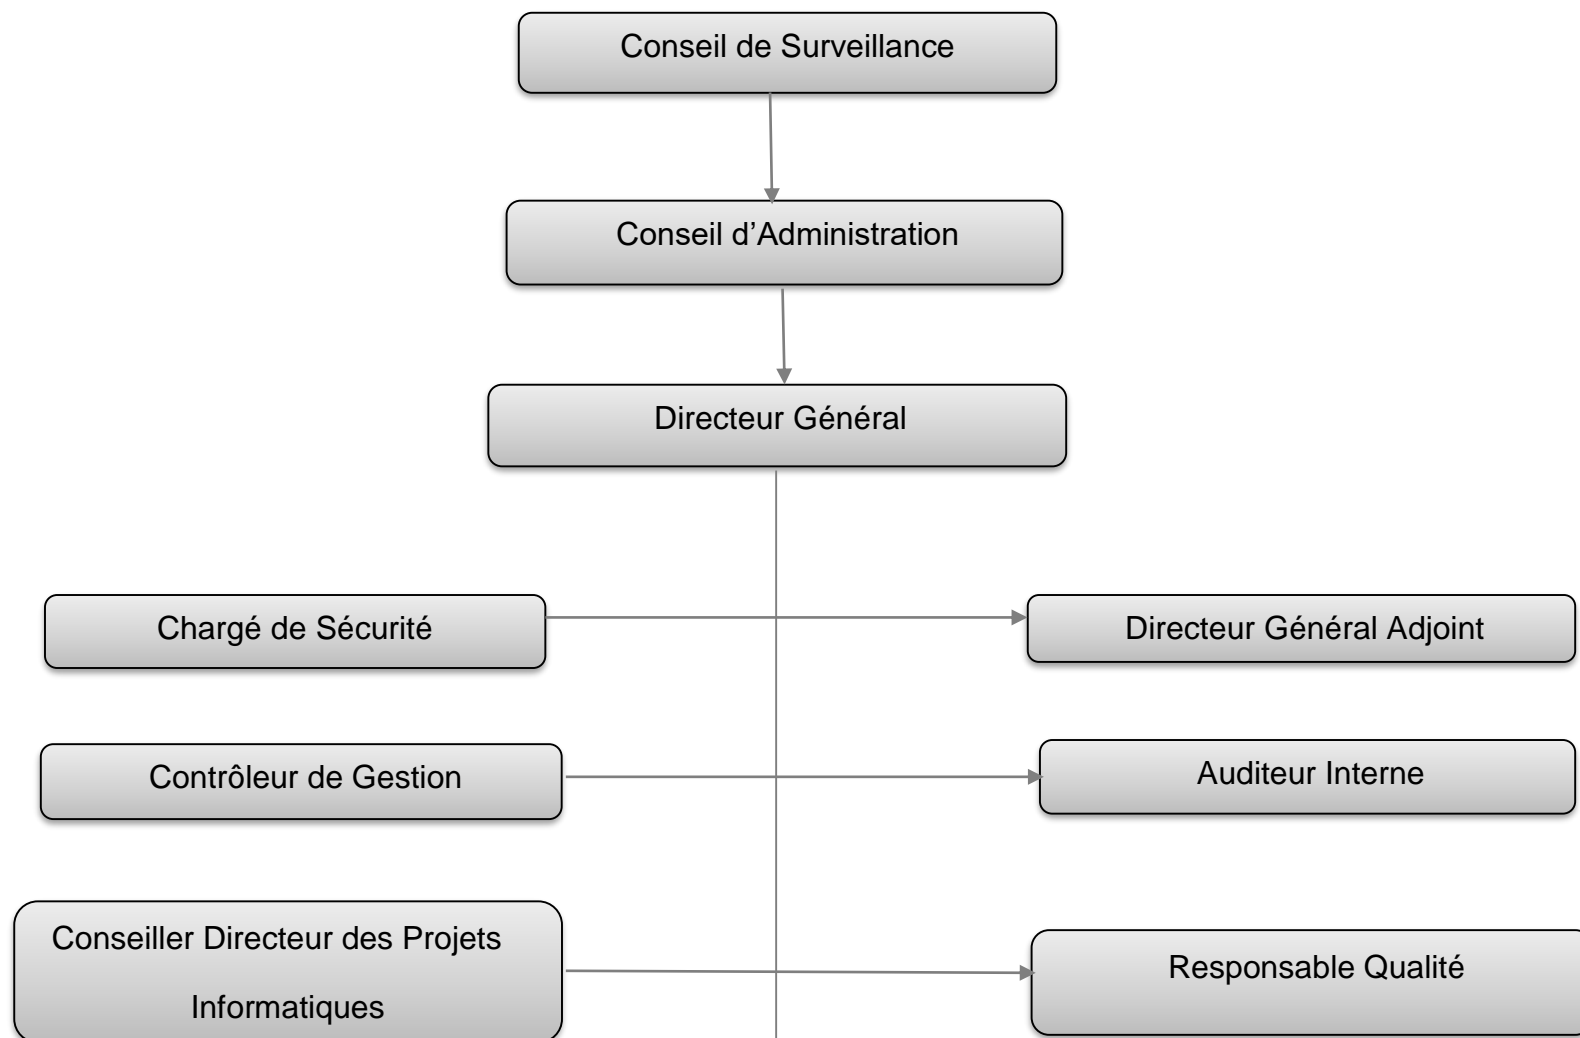 Conseil de Surveillance
Conseil d’Administration
Directeur Général
Chargé de Sécurité
Directeur Général Adjoint
Contrôleur de Gestion
Auditeur Interne
Conseiller Directeur des Projets
Informatiques
Responsable Qualité